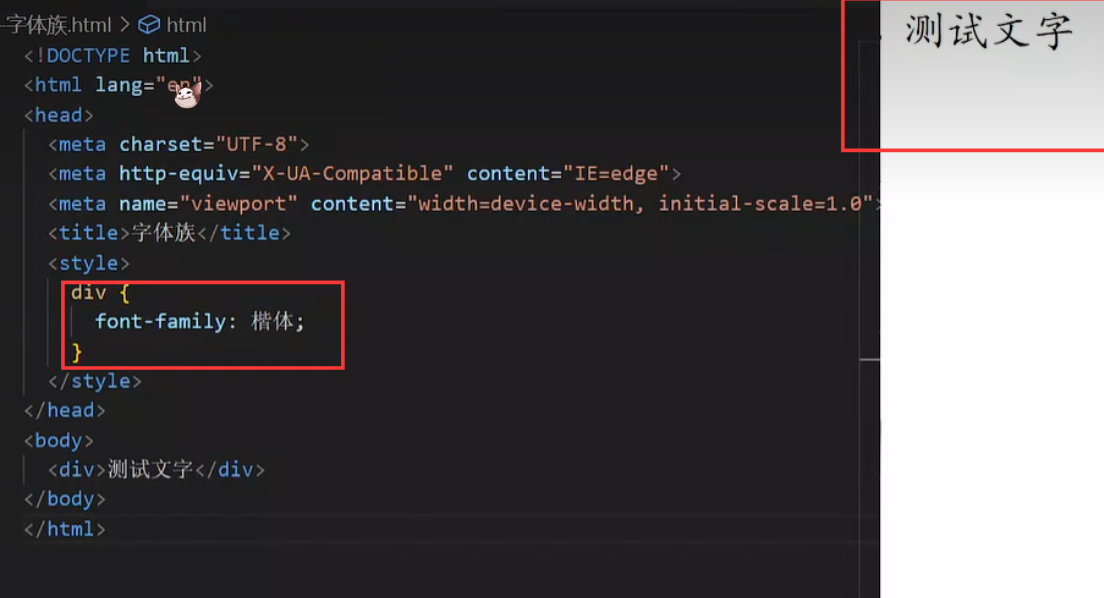 字体族.html > html
<!DOCTYPE html>
<html lang="en">
<head>
<meta charset="UTF-8">
<meta http-equiv="X-UA-Compatible" content="IE=edge">
<meta name="viewport" content="width=device-width, initial-scale=1.0">
<title>字体族</title>
<style>
div {
font-family: 楷体;
}
</style>
</head>
<body>
<div>测试文字</div>
</body>
</html>
测试文字